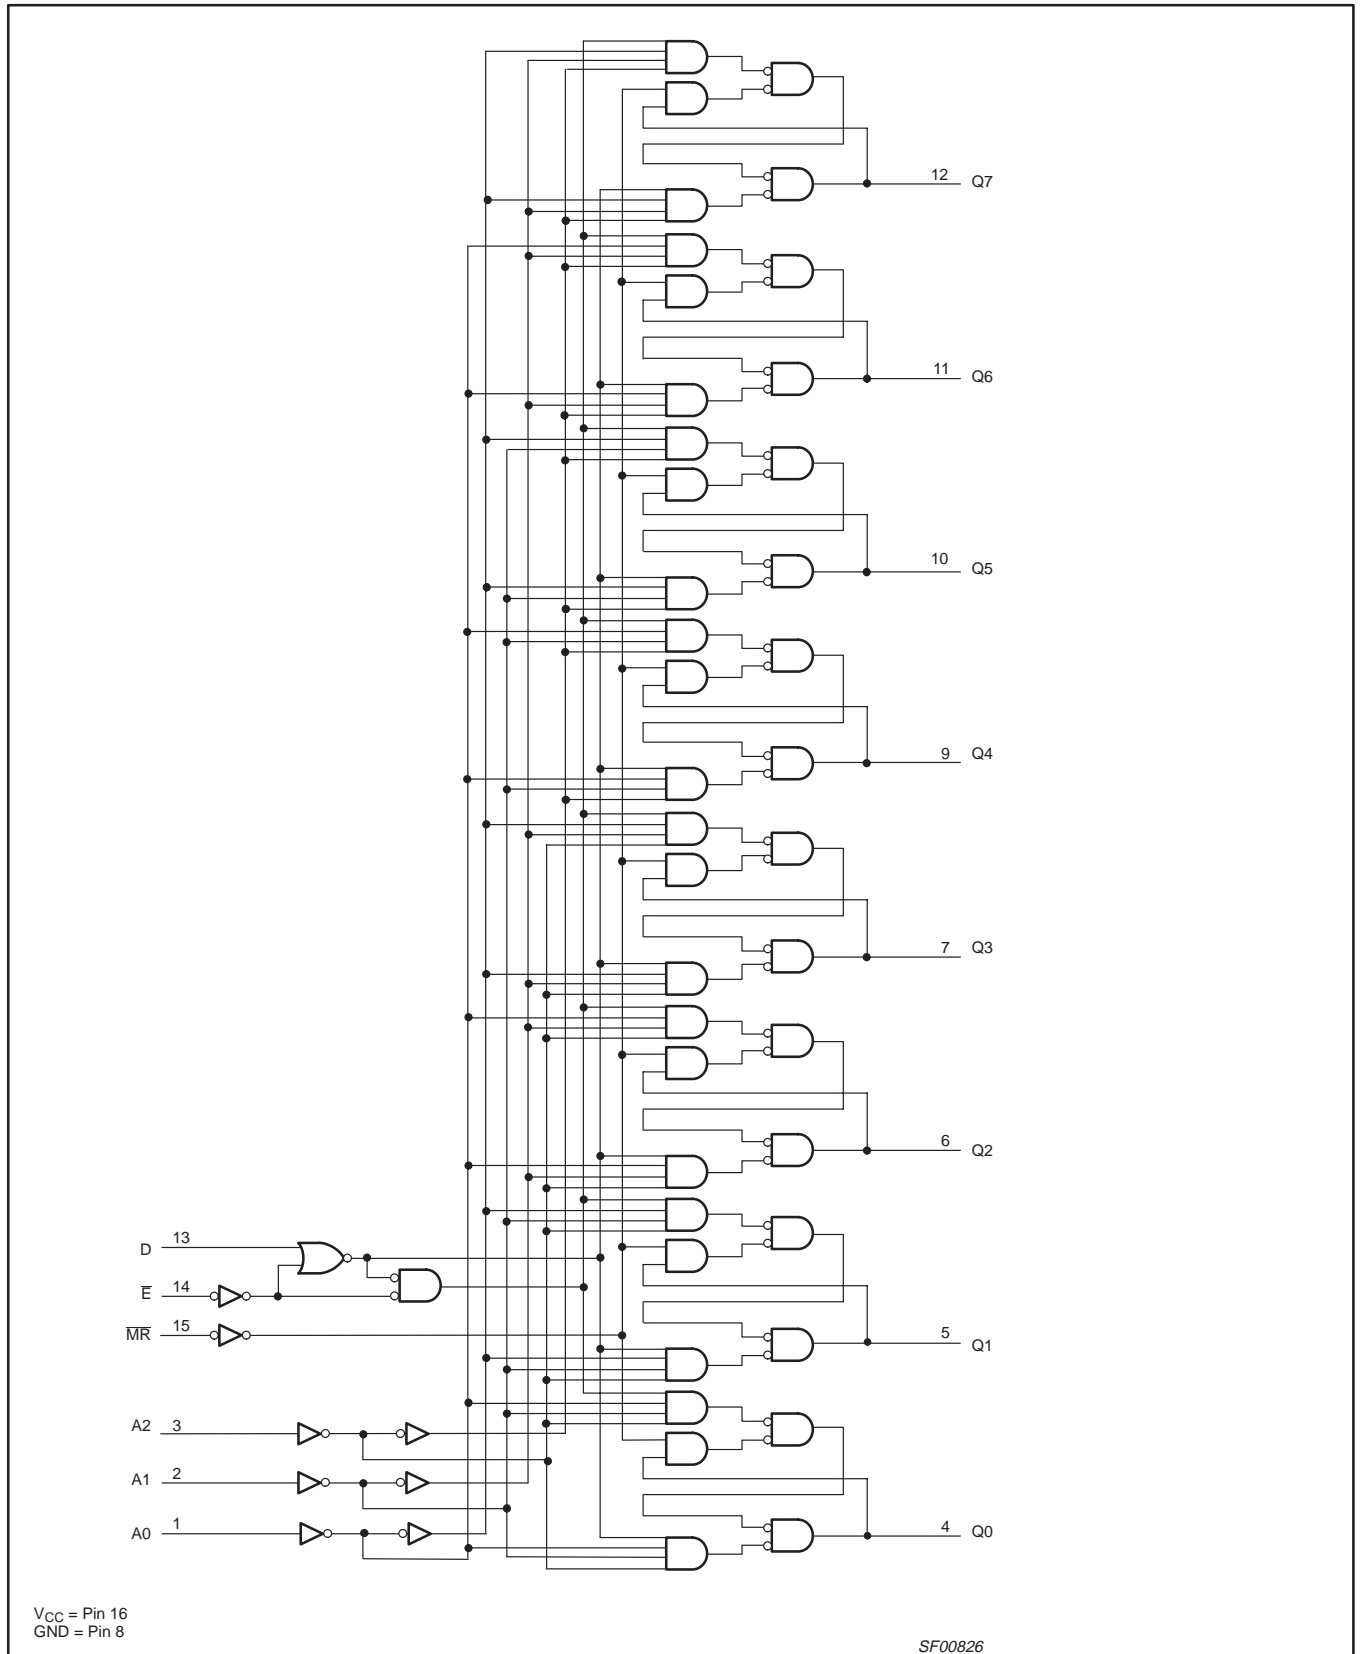 12 Q7
11 Q6
10 Q5
9 Q4
7 Q3
6 Q2
D 13
E̅ 14
M̅R̅ 15
5 Q1
A2 3
A1 2
A0 1
4 Q0
VCC = Pin 16
GND = Pin 8
SF00826